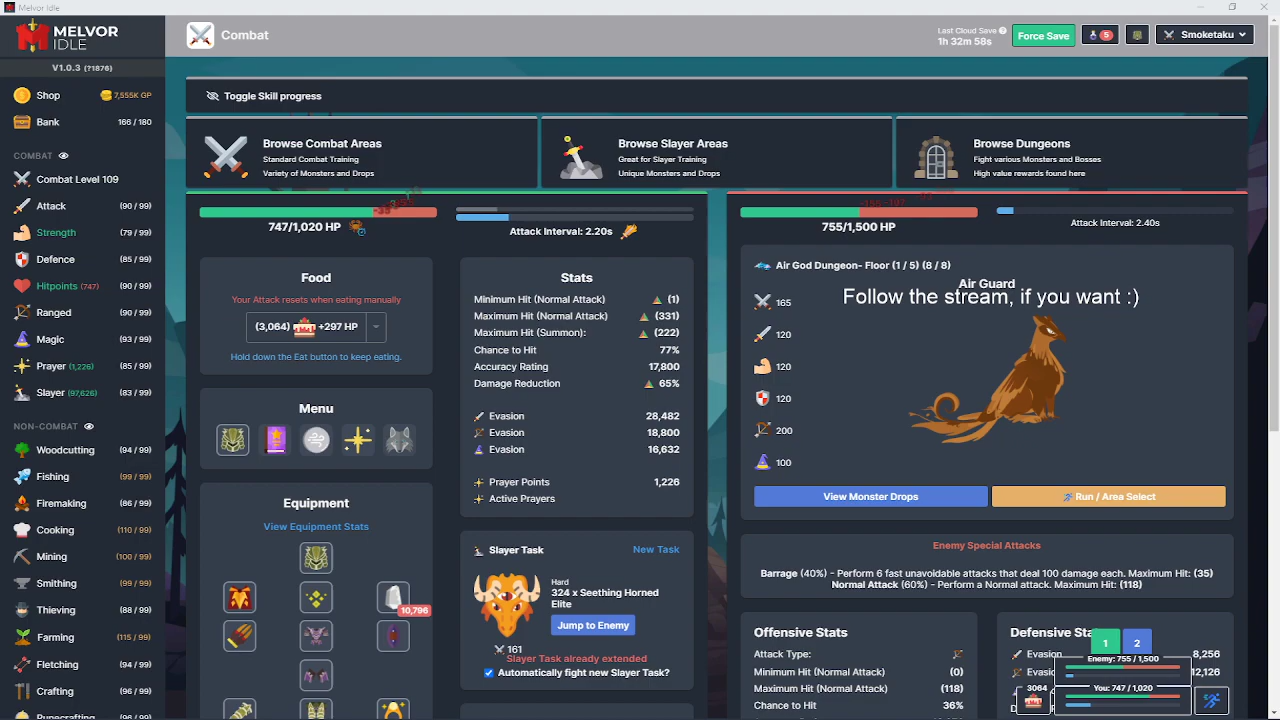 Melvor Idle
MELVOR
IDLE
V1.0.3 (?1876)
Shop
7,555K GP
Bank
166 / 180
COMBAT
Combat Level 109
Attack (90 / 99)
Strength (79 / 99)
Defence (85 / 99)
Hitpoints (747) (87 / 99)
Ranged (90 / 99)
Magic (93 / 99)
Prayer (1,226) (85 / 99)
Slayer (97,626) (83 / 99)
NON-COMBAT
Woodcutting (94 / 99)
Fishing (99 / 99)
Firemaking (96 / 99)
Cooking (110 / 99)
Mining (100 / 99)
Smithing (99 / 99)
Thieving (88 / 99)
Farming (115 / 99)
Fletching (94 / 99)
Crafting (96 / 99)
Combat
Last Cloud Save
1h 32m 58s
Force Save
5
Smoketaku
Toggle Skill progress
Browse Combat Areas
Standard Combat Training
Variety of Monsters and Drops
Browse Slayer Areas
Great for Slayer Training
Unique Monsters and Drops
Browse Dungeons
Fight various Monsters and Bosses
High value rewards found here
747/1,020 HP
Attack Interval: 2.20s
Food
Your Attack resets when eating manually
(3,064) +297 HP
Hold down the Eat button to keep eating.
Menu
Equipment
View Equipment Stats
10,796
Stats
Minimum Hit (Normal Attack) (1)
Maximum Hit (Normal Attack) (331)
Maximum Hit (Summon): (222)
Chance to Hit 77%
Accuracy Rating 17,800
Damage Reduction 65%
Evasion 28,482
Evasion 18,800
Evasion 16,632
Prayer Points 1,226
Active Prayers
Slayer Task
New Task
Hard
324 x Seething Horned
Elite
Jump to Enemy
161
Slayer Task already extended
Automatically fight new Slayer Task?
755/1,500 HP
Attack Interval: 2.40s
Air God Dungeon- Floor (1 / 5) (8 / 8)
Air Guard
Follow the stream, if you want :)
165
120
120
120
200
100
View Monster Drops
Run / Area Select
Enemy Special Attacks
Barrage (40%) - Perform 6 fast unavoidable attacks that deal 100 damage each. Maximum Hit: (35)
Normal Attack (60%) - Perform a Normal attack. Maximum Hit: (118)
Offensive Stats
Attack Type:
Minimum Hit (Normal Attack) (0)
Maximum Hit (Normal Attack) (118)
Chance to Hit 36%
Evasion 8,256
12,126
1
2
Enemy: 755 / 1,500
3064
You: 747 / 1,020